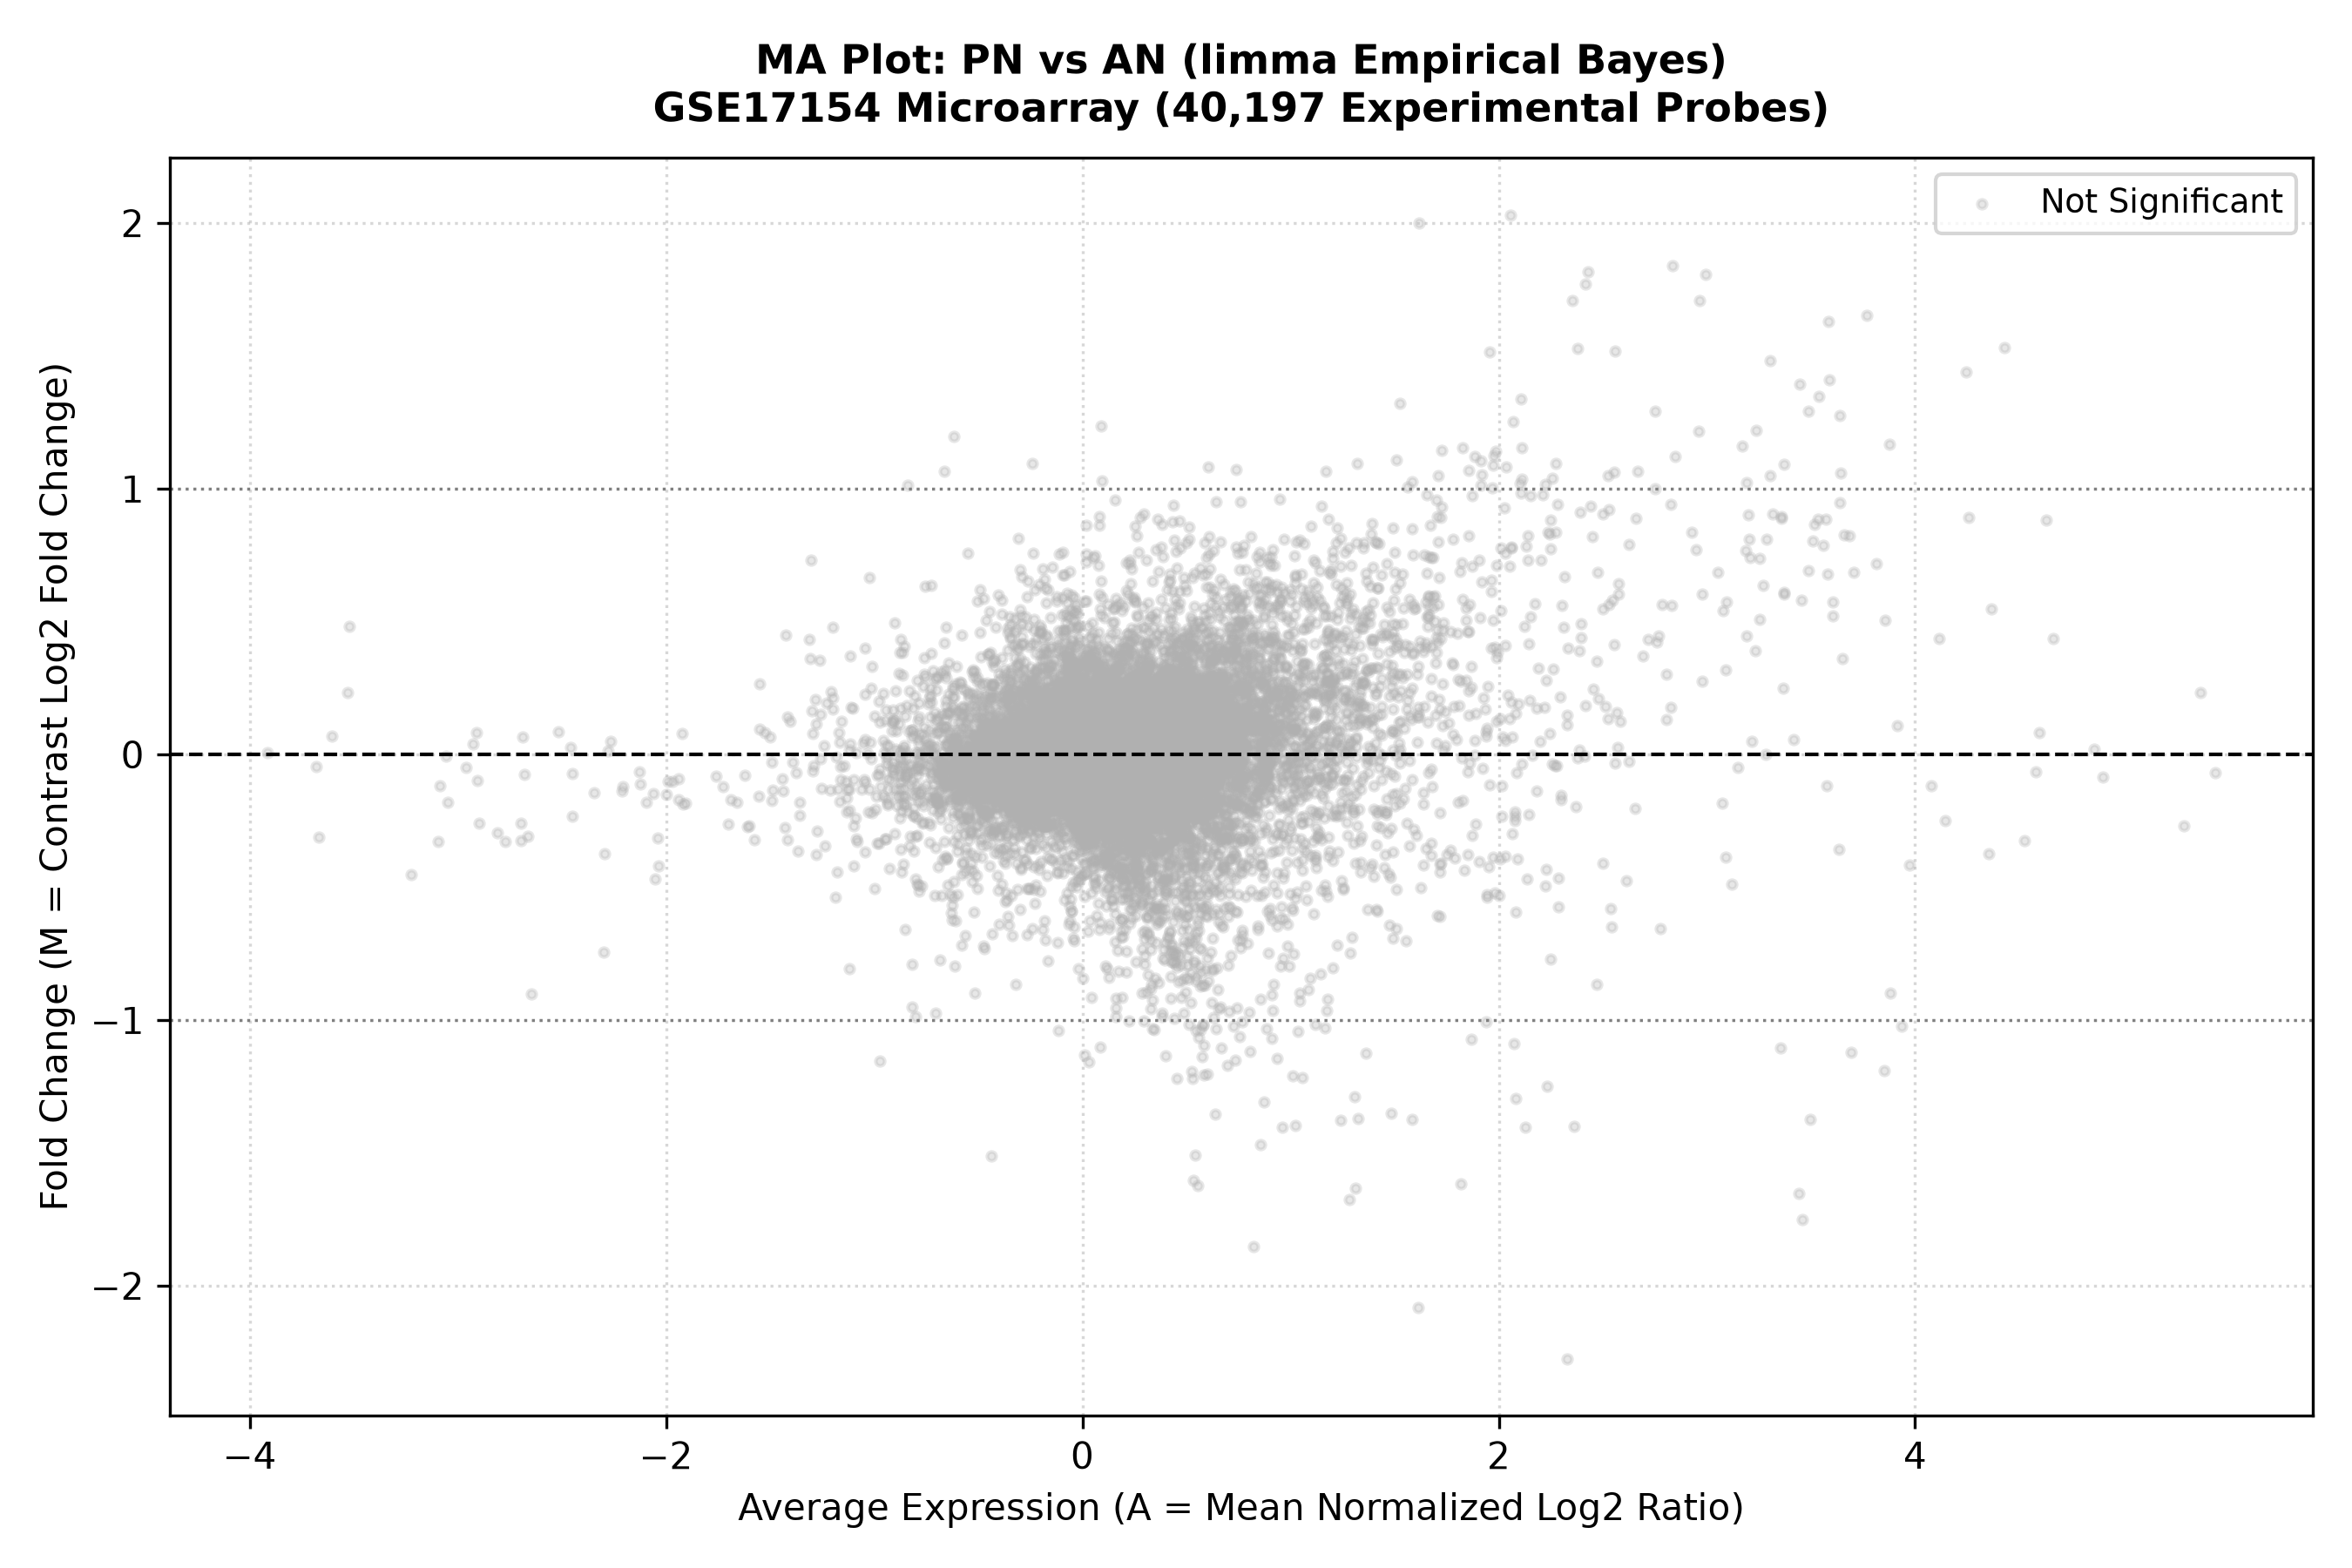 MA Plot: PN vs AN (limma Empirical Bayes)
GSE17154 Microarray (40,197 Experimental Probes)
Not Significant
Fold Change (M = Contrast Log2 Fold Change)
2
1
0
−1
−2
−4
−2
0
2
4
Average Expression (A = Mean Normalized Log2 Ratio)